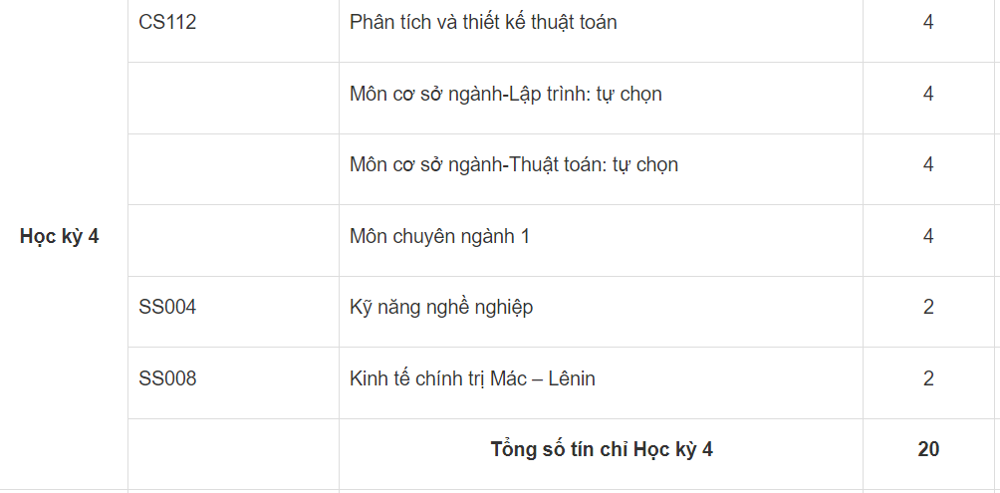 CS112 Phân tích và thiết kế thuật toán 4
Môn cơ sở ngành-Lập trình: tự chọn 4
Môn cơ sở ngành-Thuật toán: tự chọn 4
Học kỳ 4 Môn chuyên ngành 1 4
SS004 Kỹ năng nghề nghiệp 2
SS008 Kinh tế chính trị Mác – Lênin 2
Tổng số tín chỉ Học kỳ 4 20